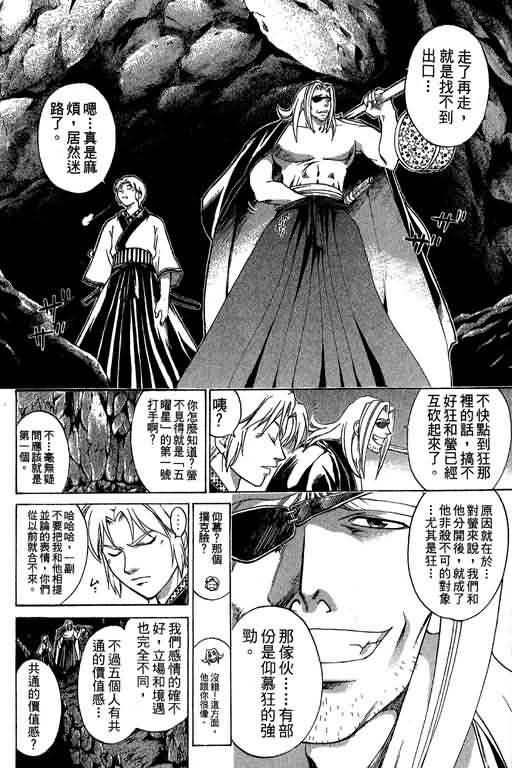 走了再走，
就是找不到
出口…
嗯…真是麻
煩，居然迷
路了。
不快點到狂那
裡的話，搞不
好狂和螢已經
互砍起來了。
咦？
你怎麼知道？螢
不見得就是「五
曜星」的第一號
打手啊？
不…毫無疑
問應該就是
第一個。
原因就在於…
對螢來說，我們和
他分開後，就成了
他非殺不可的對象
…尤其是狂…
那傢伙……有部
份是仰慕狂的強
勁。
仰慕？那個
撲克臉？
沒錯！這方面，
他跟你很像。
……
哈哈哈，一副
不要把我和他相提
並論的表情，你們
從以前就合不來。
我們感情的確不
好，立場和境遇
也完全不同，
不過五個人有共
通的價值感…
共通的
價值感？